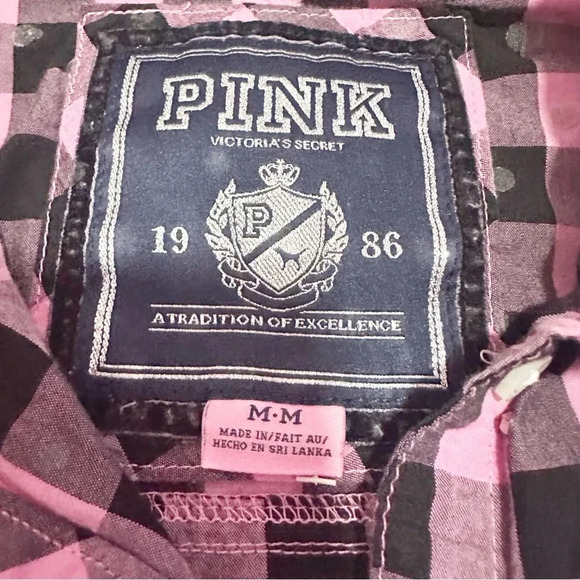 PINK
VICTORIA'S SECRET
P
19 86
A TRADITION OF EXCELLENCE
M·M
MADE IN/FAIT AU/
HECHO EN SRI LANKA